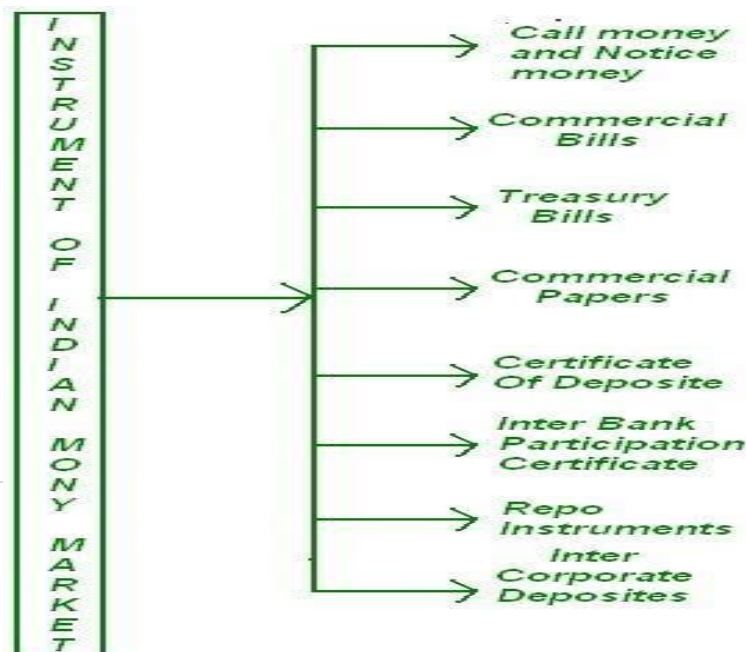 INSTRUMENT OF INDIAN MONY MARKET
Call money
and Notice
money
Commercial
Bills
Treasury
Bills
Commercial
Papers
Certificate
Of Deposite
Inter Bank
Participation
Certificate
Repo
Instruments
Inter
Corporate
Deposites